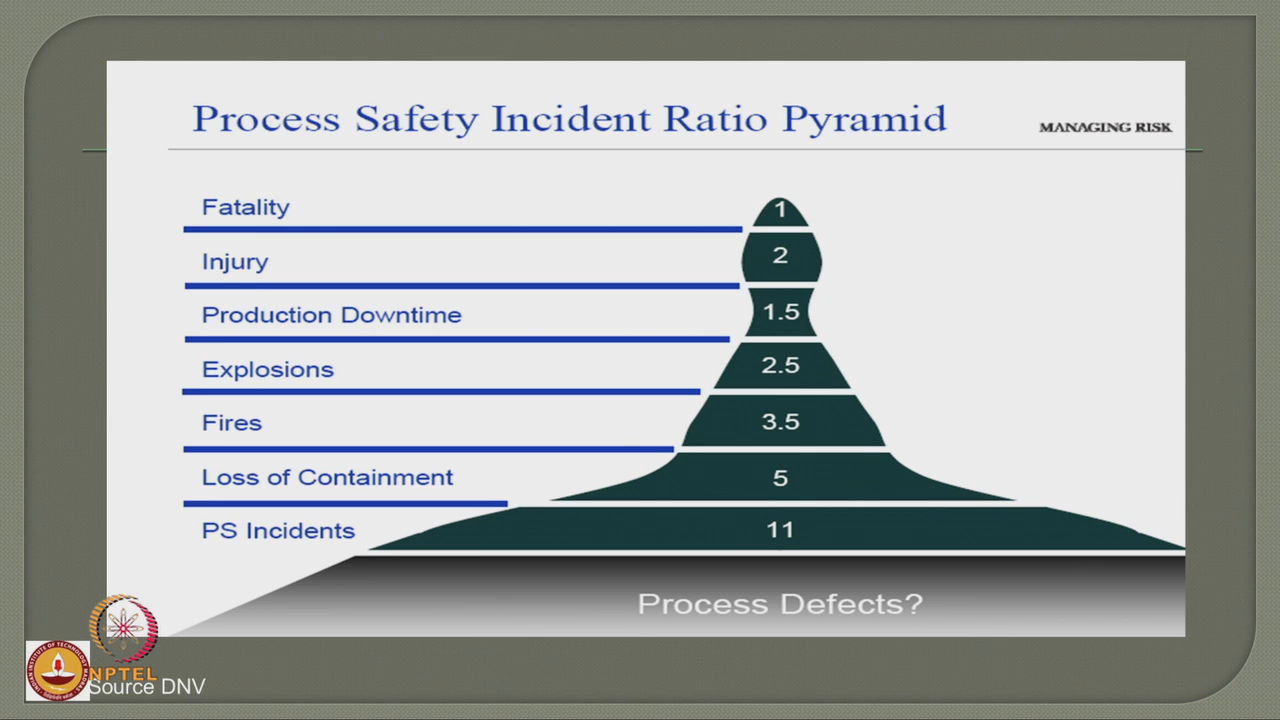 Process Safety Incident Ratio Pyramid
MANAGING RISK
Fatality
1
Injury
2
Production Downtime
1.5
Explosions
2.5
Fires
3.5
Loss of Containment
5
PS Incidents
11
Process Defects?
NPTEL
Source DNV